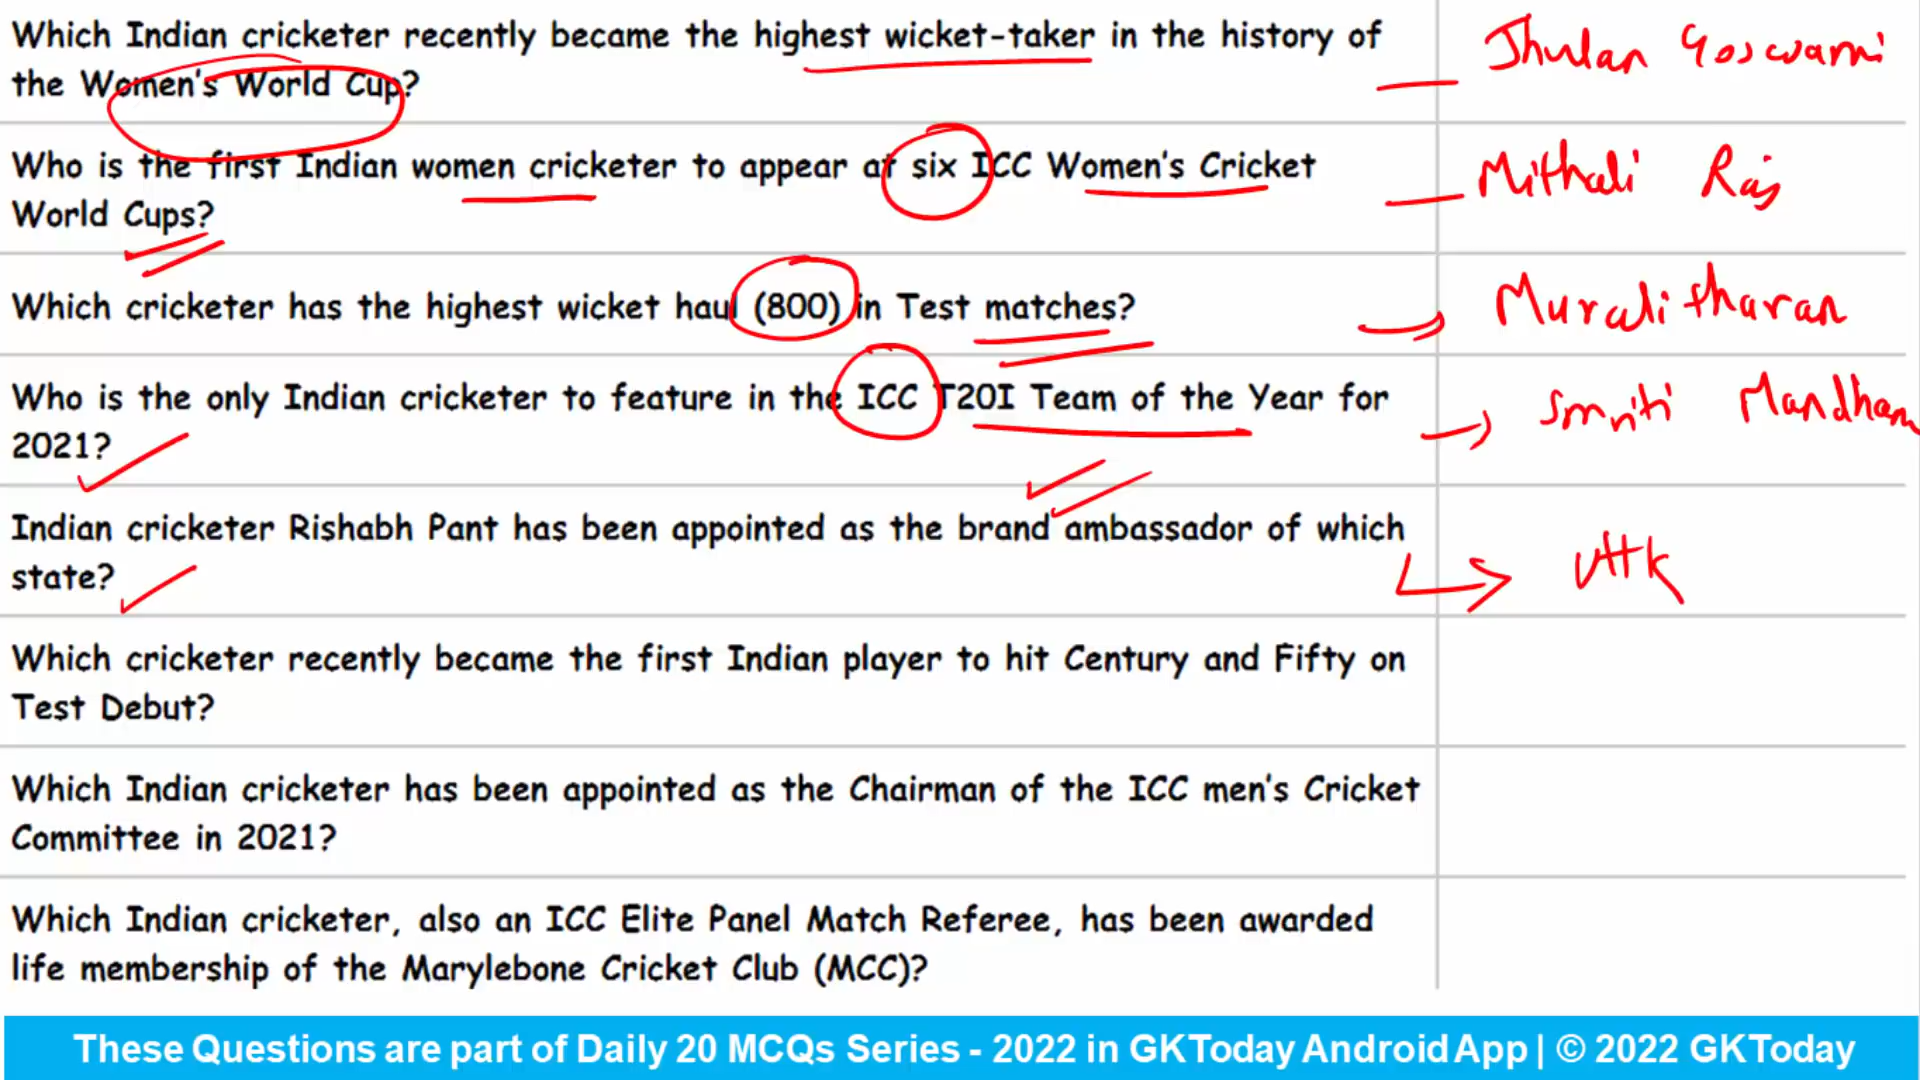 Which Indian cricketer recently became the highest wicket-taker in the history of
the Women's World Cup?
Jhulan Goswami
Who is the first Indian women cricketer to appear at six ICC Women's Cricket
World Cups?
Mithali Raj
Which cricketer has the highest wicket haul (800) in Test matches?
Muralitharan
Who is the only Indian cricketer to feature in the ICC T20I Team of the Year for
2021?
Smriti Mandhana
Indian cricketer Rishabh Pant has been appointed as the brand ambassador of which
state?
UttK
Which cricketer recently became the first Indian player to hit Century and Fifty on
Test Debut?
Which Indian cricketer has been appointed as the Chairman of the ICC men's Cricket
Committee in 2021?
Which Indian cricketer, also an ICC Elite Panel Match Referee, has been awarded
life membership of the Marylebone Cricket Club (MCC)?
These Questions are part of Daily 20 MCQs Series - 2022 in GKToday Android App | © 2022 GKToday